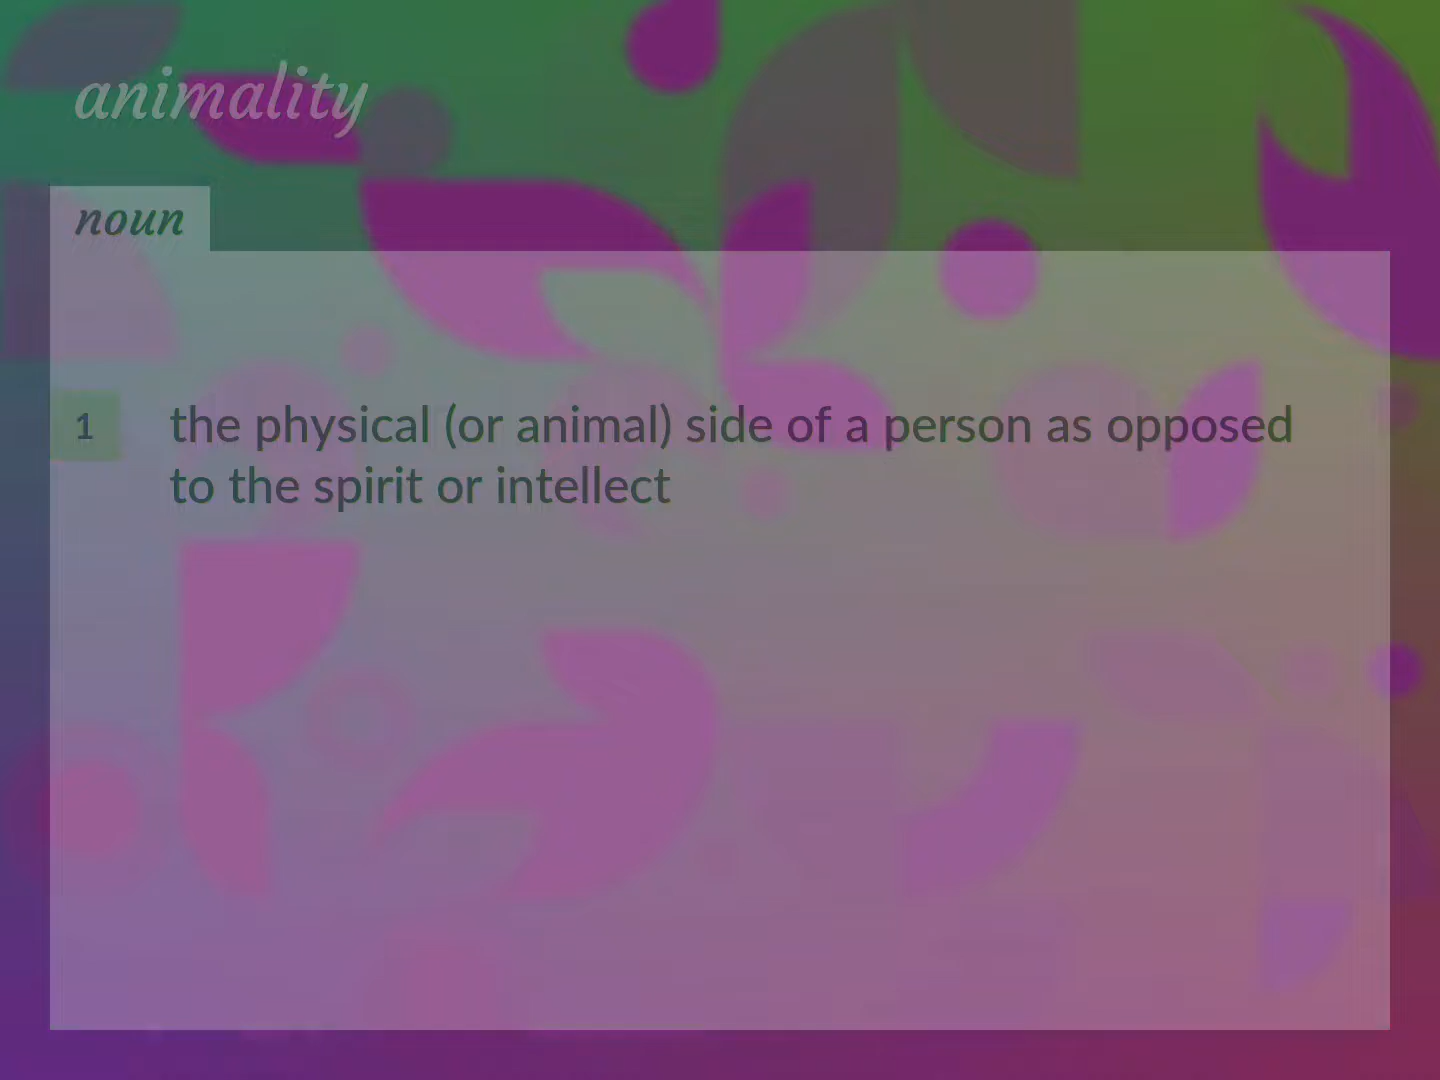 animality
noun
1 the physical (or animal) side of a person as opposed
to the spirit or intellect